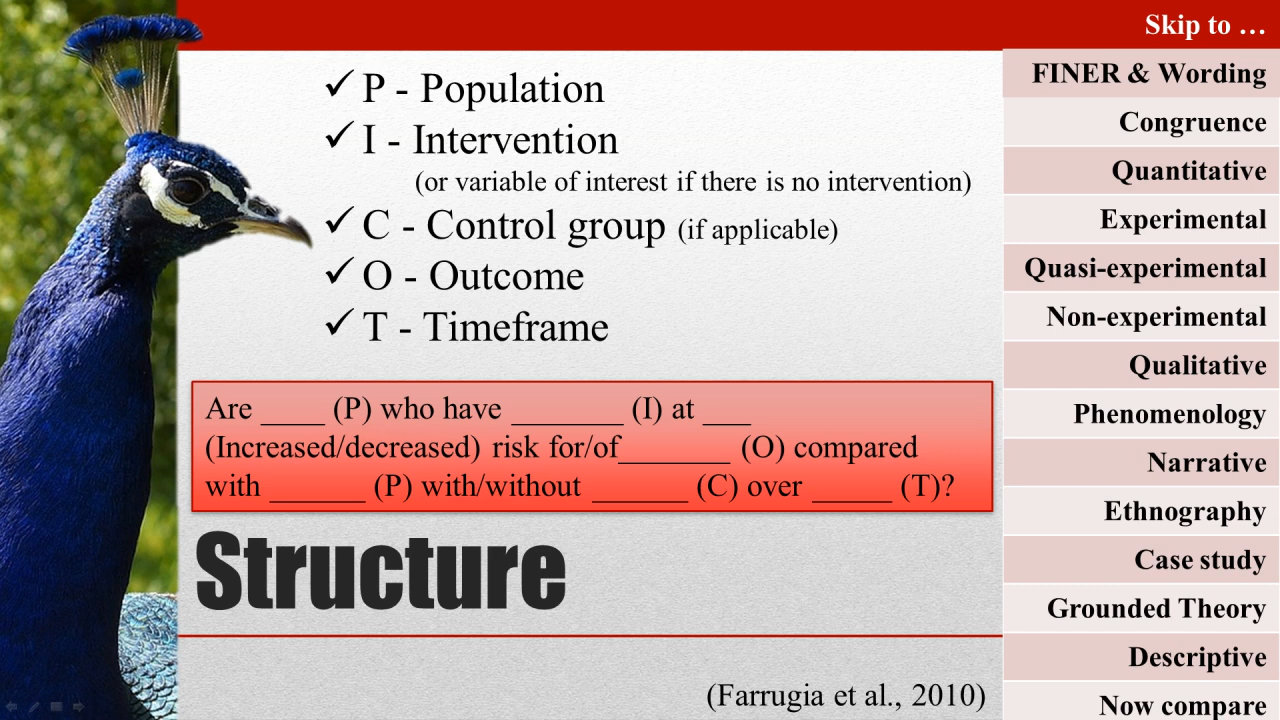 Skip to …
✓ P - Population
✓ I - Intervention
(or variable of interest if there is no intervention)
✓ C - Control group (if applicable)
✓ O - Outcome
✓ T - Timeframe
Are ____ (P) who have _______ (I) at ___
(Increased/decreased) risk for/of_______ (O) compared
with ______ (P) with/without ______ (C) over _____ (T)?
Structure
(Farrugia et al., 2010)
FINER & Wording
Congruence
Quantitative
Experimental
Quasi-experimental
Non-experimental
Qualitative
Phenomenology
Narrative
Ethnography
Case study
Grounded Theory
Descriptive
Now compare